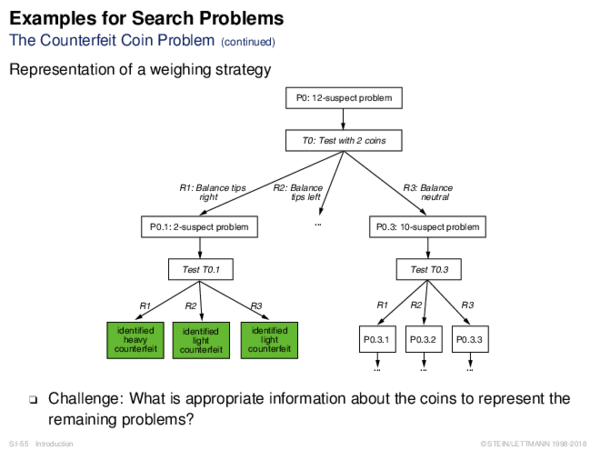 Examples for Search Problems
The Counterfeit Coin Problem (continued)
Representation of a weighing strategy
P0: 12-suspect problem
T0: Test with 2 coins
R1: Balance tips
right
R2: Balance
tips left
R3: Balance
neutral
P0.1: 2-suspect problem
...
P0.3: 10-suspect problem
Test T0.1
Test T0.3
R1
R2
R3
R1
R2
R3
identified
heavy
counterfeit
identified
light
counterfeit
identified
light
counterfeit
P0.3.1
P0.3.2
P0.3.3
...
...
...
❑ Challenge: What is appropriate information about the coins to represent the
remaining problems?
S:I-55 Introduction
© STEIN/LETTMANN 1998-2018